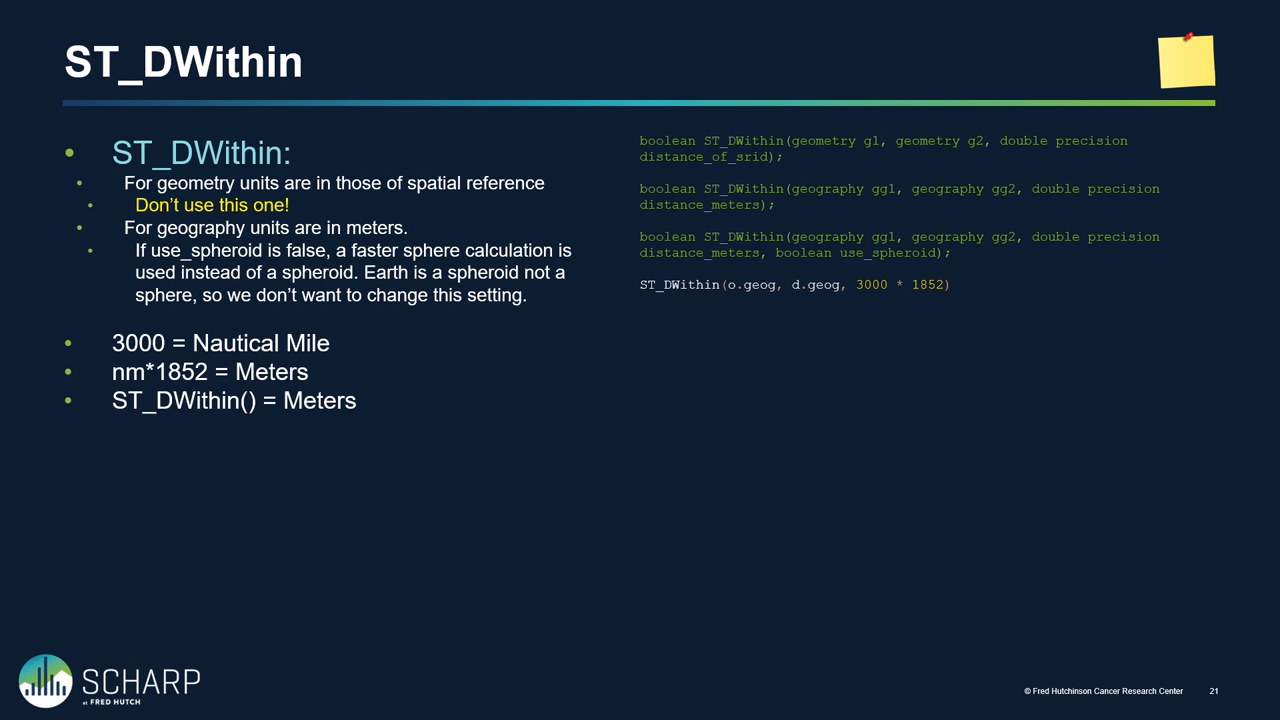 ST_DWithin
ST_DWithin:
For geometry units are in those of spatial reference
Don’t use this one!
For geography units are in meters.
If use_spheroid is false, a faster sphere calculation is
used instead of a spheroid. Earth is a spheroid not a
sphere, so we don’t want to change this setting.
3000 = Nautical Mile
nm*1852 = Meters
ST_DWithin() = Meters
boolean ST_DWithin(geometry g1, geometry g2, double precision
distance_of_srid);
boolean ST_DWithin(geography gg1, geography gg2, double precision
distance_meters);
boolean ST_DWithin(geography gg1, geography gg2, double precision
distance_meters, boolean use_spheroid);
ST_DWithin(o.geog, d.geog, 3000 * 1852)
SCHARP
at FRED HUTCH
© Fred Hutchinson Cancer Research Center
21